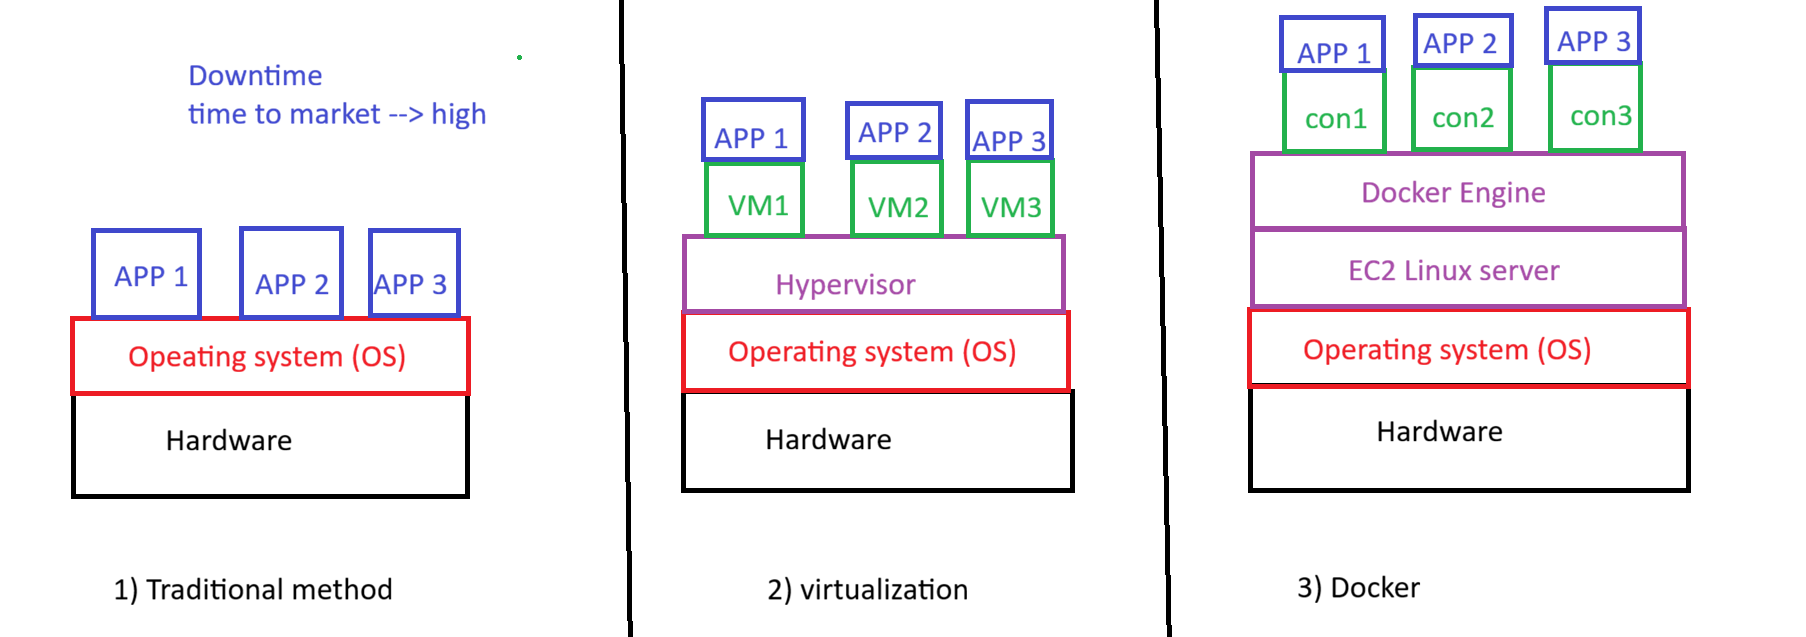 Downtime
time to market --> high
APP 1
APP 2
APP 3
Opeating system (OS)
Hardware
1) Traditional method
APP 1
APP 2
APP 3
VM1
VM2
VM3
Hypervisor
Operating system (OS)
Hardware
2) virtualization
APP 1
APP 2
APP 3
con1
con2
con3
Docker Engine
EC2 Linux server
Operating system (OS)
Hardware
3) Docker